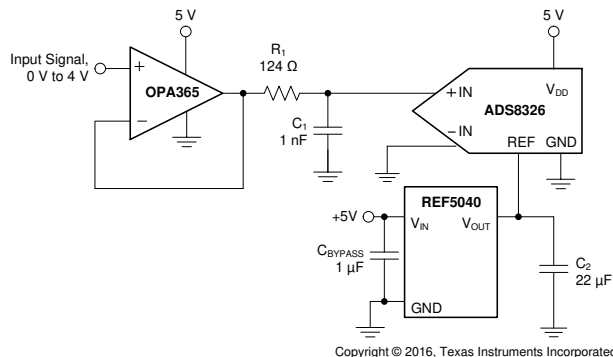 5 V
Input Signal,
0 V to 4 V
+
−
OPA365
R1
124 Ω
C1
1 nF
5 V
+IN
−IN
VDD
ADS8326
REF GND
+5V
REF5040
VIN
VOUT
GND
CBYPASS
1 µF
C2
22 µF
Copyright © 2016, Texas Instruments Incorporated